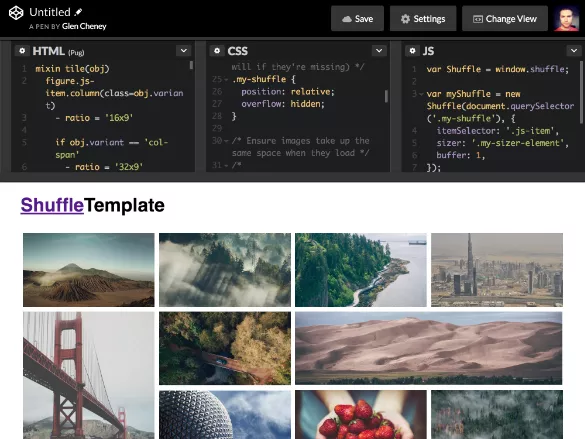 Untitled
A PEN BY Glen Cheney
Save
Settings
Change View
HTML (Pug)
1 mixin tile(obj)
2 figure.js-
item.column(class=obj.varian
t)
3 - ratio = '16x9'
4
5 if obj.variant == 'col-
span'
6 - ratio = '32x9'
CSS
will if they're missing) */
25 .my-shuffle {
26 position: relative;
27 overflow: hidden;
28 }
29
30 /* Ensure images take up the
same space when they load */
31 /*
JS
1 var Shuffle = window.shuffle;
2
3 var myShuffle = new
Shuffle(document.querySelector
('.my-shuffle'), {
4 itemSelector: '.js-item',
5 sizer: '.my-sizer-element',
6 buffer: 1,
7 });
ShuffleTemplate